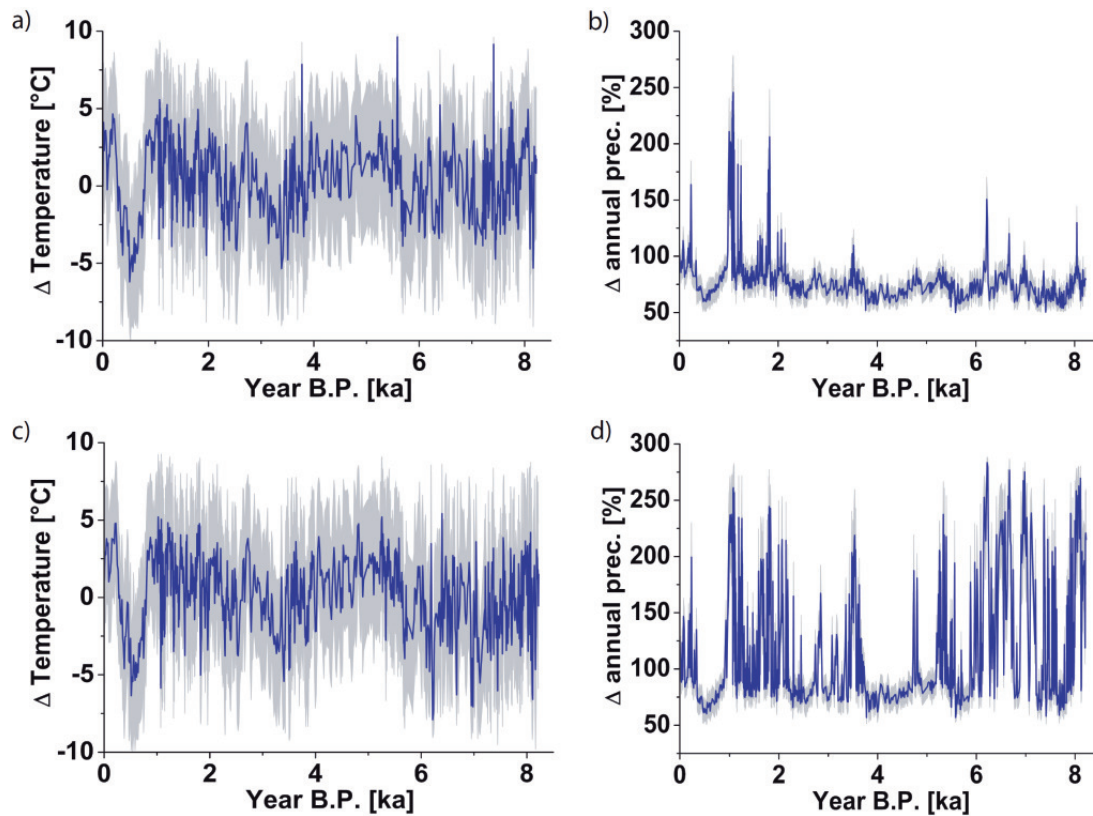 a)
10
5
0
-5
-10
Δ Temperature [°C]
0 2 4 6 8
Year B.P. [ka]
b)
300
250
200
150
100
50
Δ annual prec. [%]
0 2 4 6 8
Year B.P. [ka]
c)
10
5
0
-5
-10
Δ Temperature [°C]
0 2 4 6 8
Year B.P. [ka]
d)
300
250
200
150
100
50
Δ annual prec. [%]
0 2 4 6 8
Year B.P. [ka]